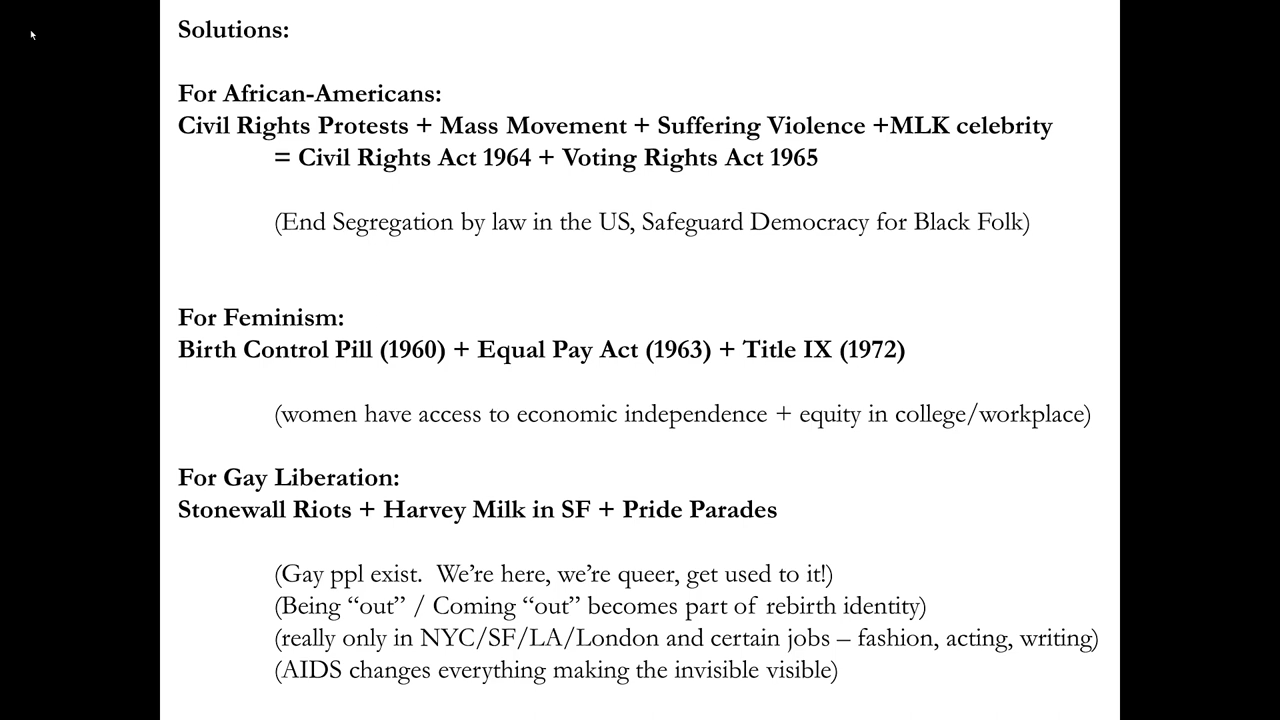 Solutions:
For African-Americans:
Civil Rights Protests + Mass Movement + Suffering Violence +MLK celebrity
= Civil Rights Act 1964 + Voting Rights Act 1965
(End Segregation by law in the US, Safeguard Democracy for Black Folk)
For Feminism:
Birth Control Pill (1960) + Equal Pay Act (1963) + Title IX (1972)
(women have access to economic independence + equity in college/workplace)
For Gay Liberation:
Stonewall Riots + Harvey Milk in SF + Pride Parades
(Gay ppl exist.  We’re here, we’re queer, get used to it!)
(Being “out” / Coming “out” becomes part of rebirth identity)
(really only in NYC/SF/LA/London and certain jobs – fashion, acting, writing)
(AIDS changes everything making the invisible visible)